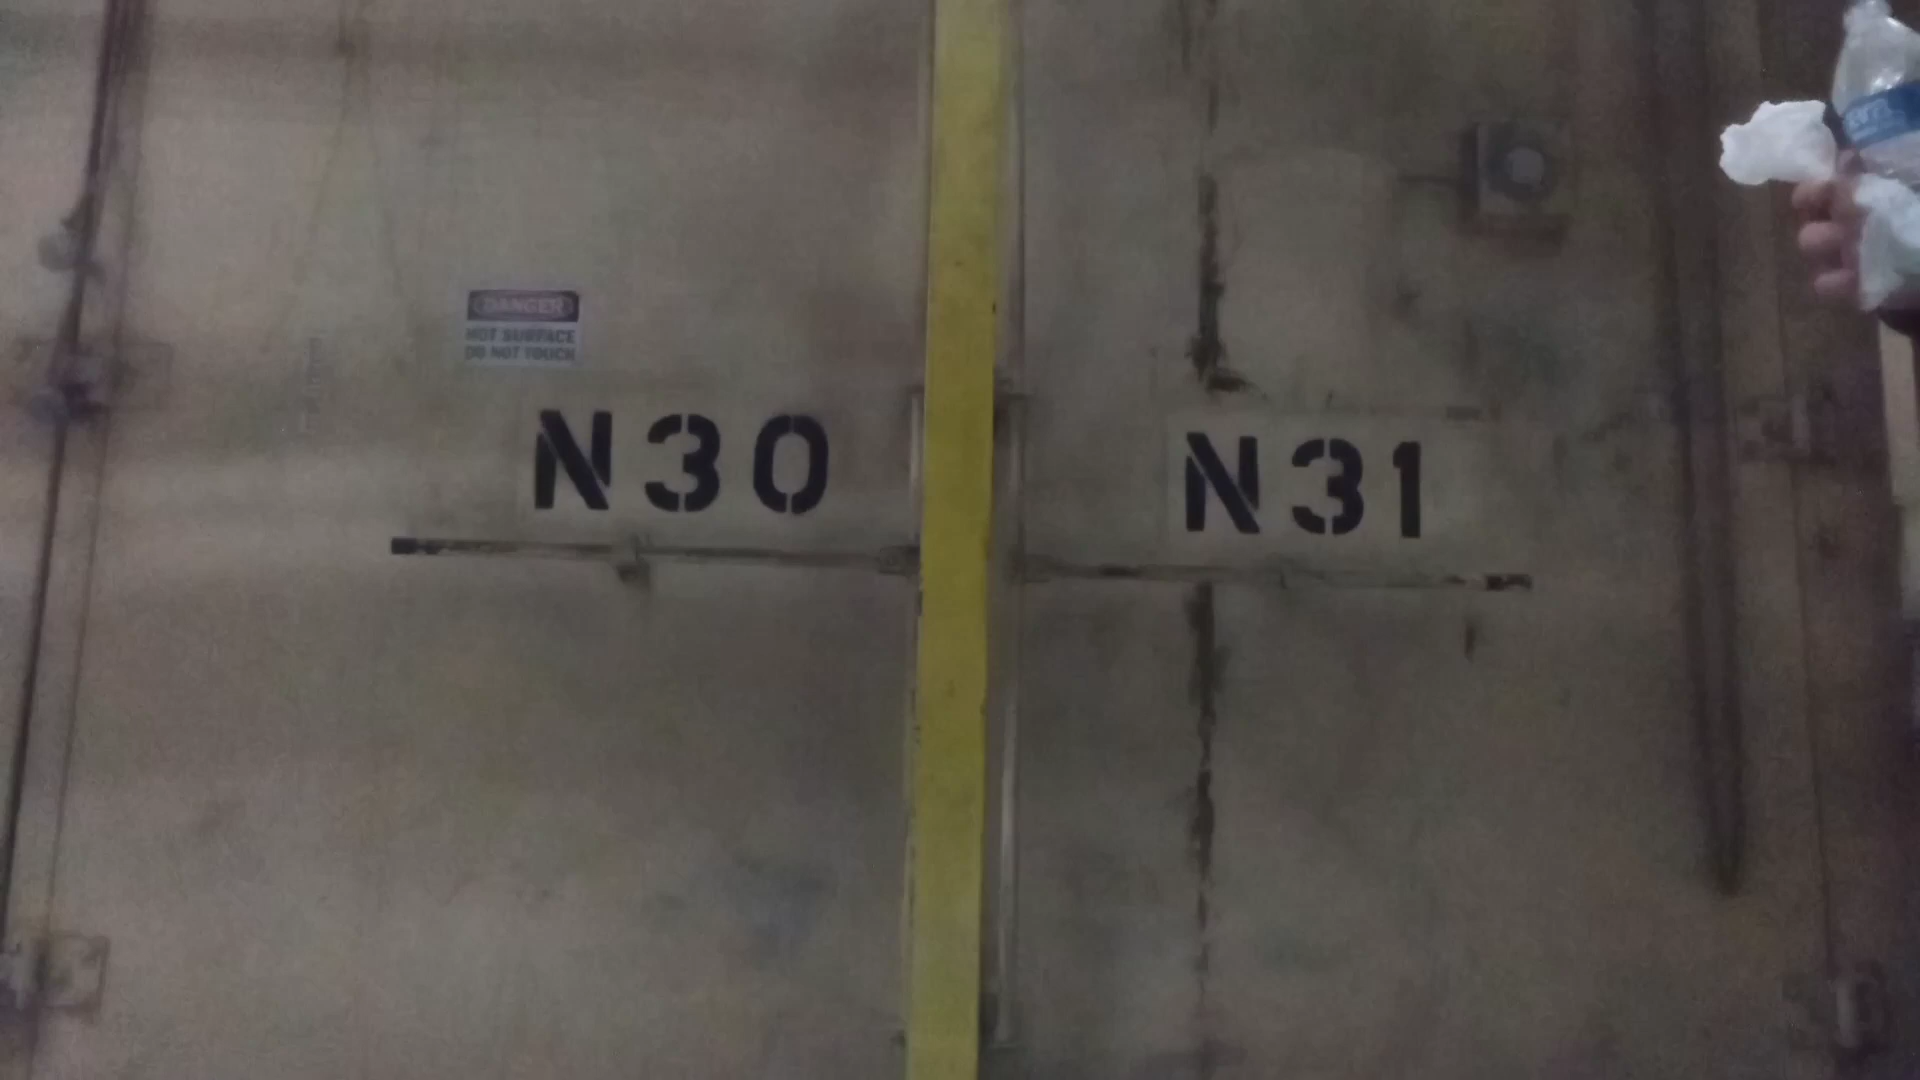 DANGER
HOT SURFACE
DO NOT TOUCH
N30
N31